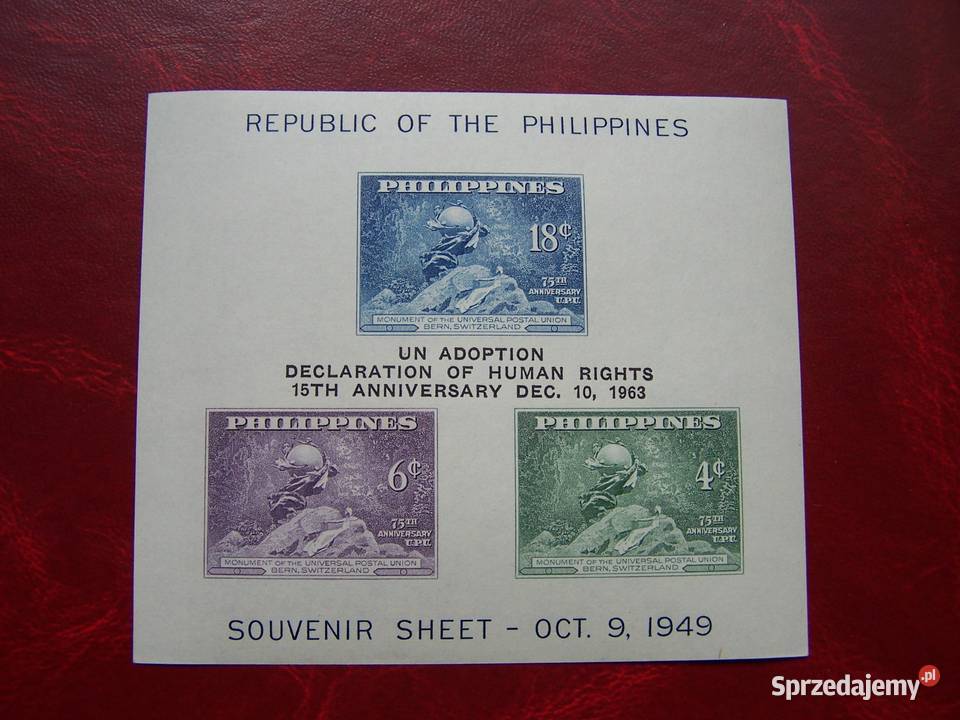 REPUBLIC OF THE PHILIPPINES
PHILIPPINES
18¢
75TH
ANNIVERSARY
U.P.U.
MONUMENT OF THE UNIVERSAL POSTAL UNION
BERN, SWITZERLAND
UN ADOPTION
DECLARATION OF HUMAN RIGHTS
15TH ANNIVERSARY DEC. 10, 1963
PHILIPPINES
6¢
75TH
ANNIVERSARY
U.P.U.
MONUMENT OF THE UNIVERSAL POSTAL UNION
BERN, SWITZERLAND
PHILIPPINES
4¢
75TH
ANNIVERSARY
U.P.U.
MONUMENT OF THE UNIVERSAL POSTAL UNION
BERN, SWITZERLAND
SOUVENIR SHEET - OCT. 9, 1949
Sprzedajemy.pl